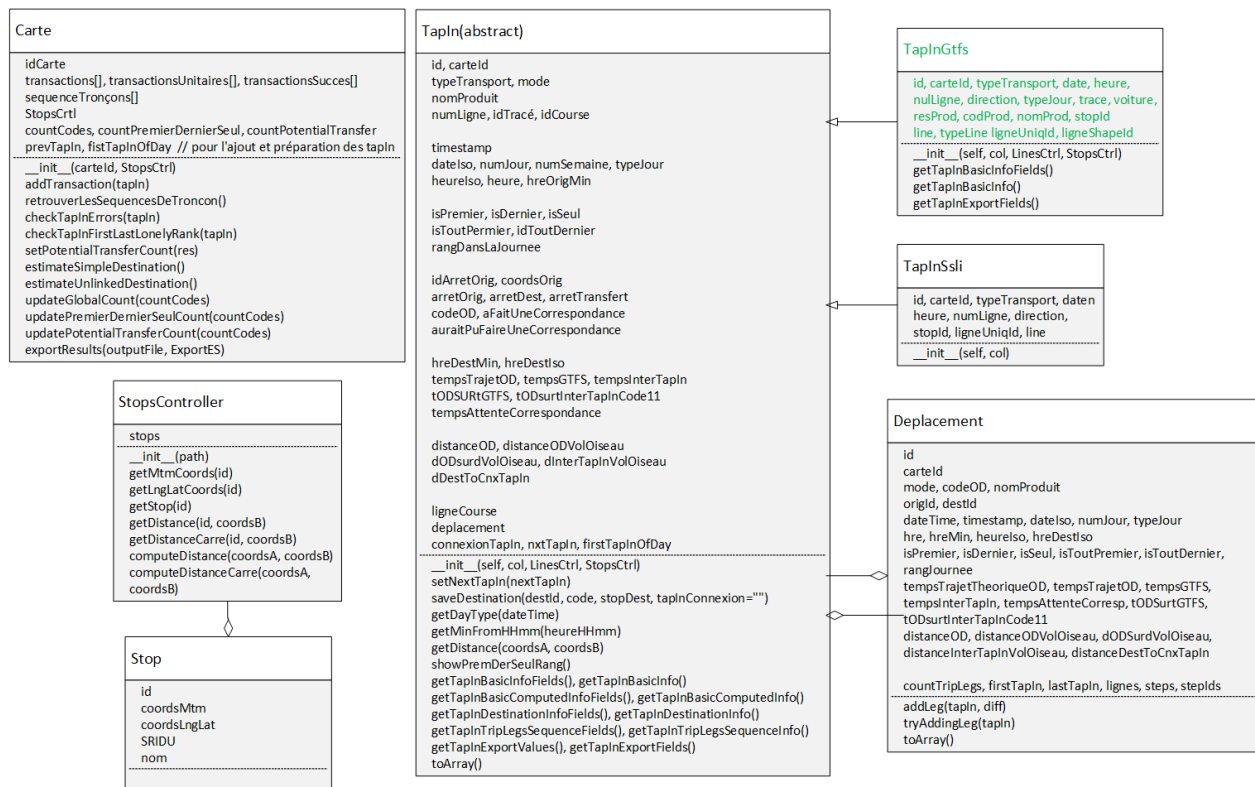 Carte
idCarte
transactions[], transactionsUnitaires[], transactionsSucces[]
sequenceTronçons[]
StopsCrtl
countCodes, countPremierDernierSeul, countPotentialTransfer
prevTapIn, fistTapInOfDay // pour l'ajout et préparation des tapIn
__init__(carteId, StopsCtrl)
addTransaction(tapIn)
retrouverLesSequencesDeTroncon()
checkTapInErrors(tapIn)
checkTapInFirstLastLonelyRank(tapIn)
setPotentialTransferCount(res)
estimateSimpleDestination()
estimateUnlinkedDestination()
updateGlobalCount(countCodes)
updatePremierDernierSeulCount(countCodes)
updatePotentialTransferCount(countCodes)
exportResults(outputFile, ExportES)
StopsController
stops
__init__(path)
getMtmCoords(id)
getLngLatCoords(id)
getStop(id)
getDistance(id, coordsB)
getDistanceCarre(id, coordsB)
computeDistance(coordsA, coordsB)
computeDistanceCarre(coordsA,
coordsB)
Stop
id
coordsMtm
coordsLngLat
SRIDU
nom
TapIn(abstract)
id, carteId
typeTransport, mode
nomProduit
numLigne, idTracé, idCourse
timestamp
dateIso, numJour, numSemaine, typeJour
heureIso, heure, hreOrigMin
isPremier, isDernier, isSeul
isToutPermier, idToutDernier
rangDansLaJournee
idArretOrig, coordsOrig
arretOrig, arretDest, arretTransfert
codeOD, aFaitUneCorrespondance
auraitPuFaireUneCorrespondance
hreDestMin, hreDestIso
tempsTrajetOD, tempsGTFS, tempsInterTapIn
tODSURtGTFS, tODsurtInterTapInCode11
tempsAttenteCorrespondance
distanceOD, distanceODVolOiseau
dODsurdVolOiseau, dInterTapInVolOiseau
dDestToCnxTapIn
ligneCourse
deplacement
connexionTapIn, nxtTapIn, firstTapInOfDay
__init__(self, col, LinesCtrl, StopsCtrl)
setNextTapIn(nextTapIn)
saveDestination(destId, code, stopDest, tapInConnexion="")
getDayType(dateTime)
getMinFromHHmm(heureHHmm)
getDistance(coordsA, coordsB)
showPremDerSeulRang()
getTapInBasicInfoFields(), getTapInBasicInfo()
getTapInBasicComputedInfoFields(), getTapInBasicComputedInfo()
getTapInDestinationInfoFields(), getTapInDestinationInfo()
getTapInTripLegsSequenceFields(), getTapInTripLegsSequenceInfo()
getTapInExportValues(), getTapInExportFields()
toArray()
TapInGtfs
id, carteId, typeTransport, date, heure,
nulLigne, direction, typeJour, trace, voiture,
resProd, codProd, nomProd, stopId
line, typeLine ligneUniqId, ligneShapeId
__init__(self, col, LinesCtrl, StopsCtrl)
getTapInBasicInfoFields()
getTapInBasicInfo()
getTapInExportFields()
TapInSsli
id, carteId, typeTransport, daten
heure, numLigne, direction,
stopId, ligneUniqId, line
__init__(self, col)
Deplacement
id
carteId
mode, codeOD, nomProduit
origId, destId
dateTime, timestamp, dateIso, numJour, typeJour
hre, hreMin, heureIso, hreDestIso
isPremier, isDernier, isSeul, isToutPremier, isToutDernier,
rangJournee
tempsTrajetTheoriqueOD, tempsTrajetOD, tempsGTFS,
tempsInterTapIn, tempsAttenteCorresp, tODSurtGTFS,
tODsurtInterTapInCode11
distanceOD, distanceODVolOiseau, dODSurdVolOiseau,
distanceInterTapInVolOiseau, distanceDestToCnxTapIn
countTripLegs, firstTapIn, lastTapIn, lignes, steps, stepIds
addLeg(tapIn, diff)
tryAddingLeg(tapIn)
toArray()